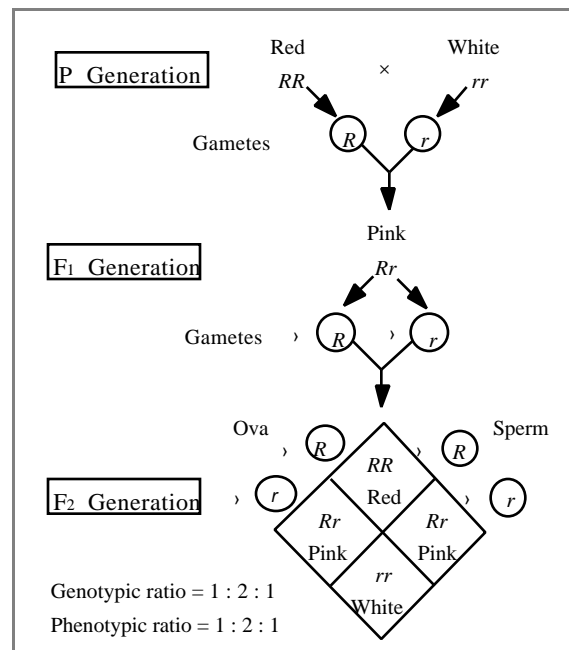 Red White
P Generation RR × rr
Gametes R r
Pink
F1 Generation Rr
Gametes › R › r
Ova Sperm
› R › R
RR
› r › r
F2 Generation Red
Rr Rr
Pink Pink
rr
White
Genotypic ratio = 1 : 2 : 1
Phenotypic ratio = 1 : 2 : 1